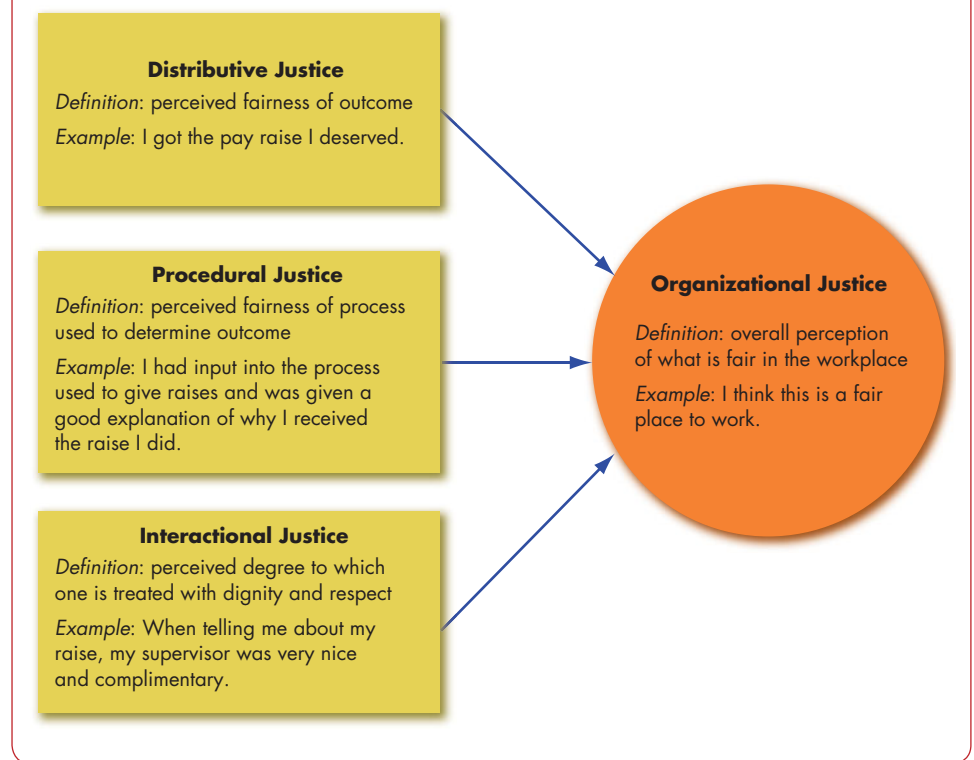 Distributive Justice
Definition: perceived fairness of outcome
Example: I got the pay raise I deserved.
Procedural Justice
Definition: perceived fairness of process
used to determine outcome
Example: I had input into the process
used to give raises and was given a
good explanation of why I received
the raise I did.
Interactional Justice
Definition: perceived degree to which
one is treated with dignity and respect
Example: When telling me about my
raise, my supervisor was very nice
and complimentary.
Organizational Justice
Definition: overall perception
of what is fair in the workplace
Example: I think this is a fair
place to work.